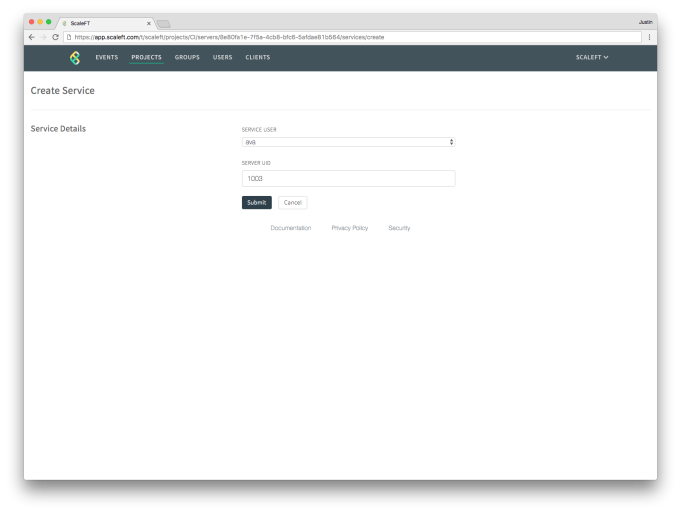 ScaleFT
Justin
https://app.scaleft.com/t/scaleft/projects/CI/servers/8e80fa1e-7f5a-4cb8-bfc6-5afdae81b564/services/create
EVENTS PROJECTS GROUPS USERS CLIENTS SCALEFT
Create Service
Service Details
SERVICE USER
ava
SERVER UID
1003
Submit Cancel
Documentation Privacy Policy Security